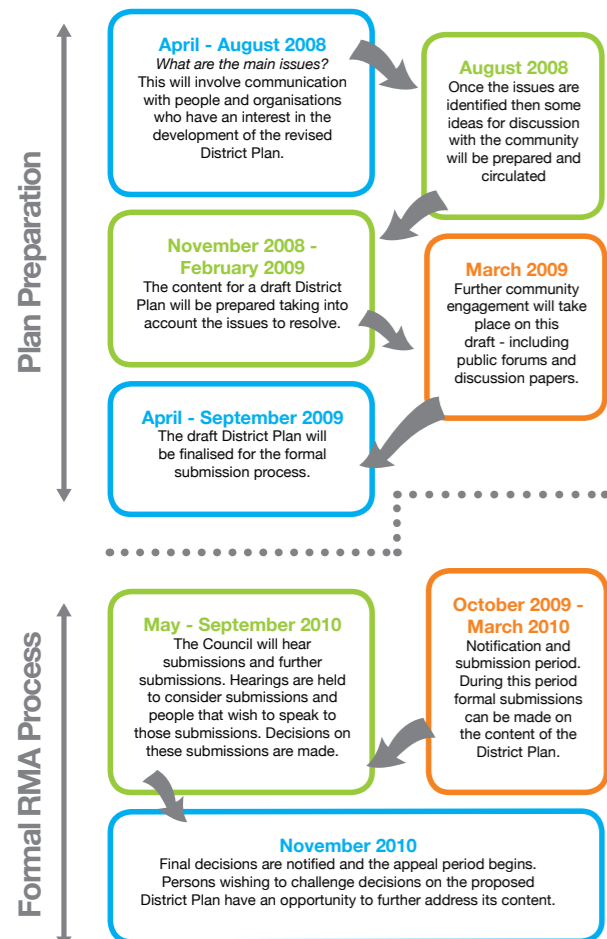 Plan Preparation
April - August 2008
What are the main issues?
This will involve communication
with people and organisations
who have an interest in the
development of the revised
District Plan.
August 2008
Once the issues are
identified then some
ideas for discussion
with the community
will be prepared and
circulated
November 2008 -
February 2009
The content for a draft District
Plan will be prepared taking into
account the issues to resolve.
March 2009
Further community
engagement will take
place on this
draft - including
public forums and
discussion papers.
April - September 2009
The draft District Plan will
be finalised for the formal
submission process.
Formal RMA Process
October 2009 -
March 2010
Notification and
submission period.
During this period
formal submissions
can be made on
the content of the
District Plan.
May - September 2010
The Council will hear
submissions and further
submissions. Hearings are held
to consider submissions and
people that wish to speak to
those submissions. Decisions on
these submissions are made.
November 2010
Final decisions are notified and the appeal period begins.
Persons wishing to challenge decisions on the proposed
District Plan have an opportunity to further address its content.